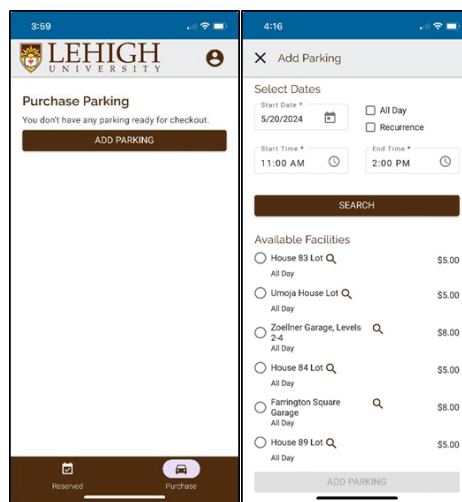 3:59
LEHIGH
UNIVERSITY
Purchase Parking
You don't have any parking ready for checkout.
ADD PARKING
Reserved
Purchase
4:16
Add Parking
Select Dates
Start Date *
5/20/2024
All Day
Recurrence
Start Time *
11:00 AM
End Time *
2:00 PM
SEARCH
Available Facilities
House 83 Lot
$5.00
All Day
Umoja House Lot
$5.00
All Day
Zoellner Garage, Levels
2-4
$8.00
All Day
House 84 Lot
$5.00
All Day
Farrington Square
Garage
$8.00
All Day
House 89 Lot
$5.00
All Day
ADD PARKING